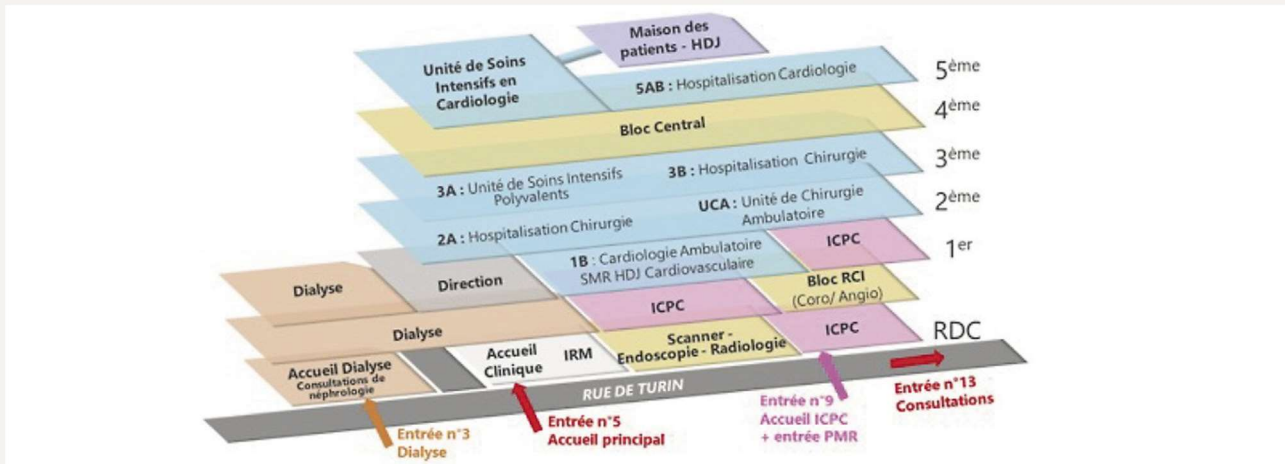 Maison des
patients - HDJ
Unité de Soins
Intensifs en
Cardiologie
5AB : Hospitalisation Cardiologie
5ème
Bloc Central
4ème
3A : Unité de Soins Intensifs
Polyvalents
3B : Hospitalisation Chirurgie
3ème
2A : Hospitalisation Chirurgie
UCA : Unité de Chirurgie
Ambulatoire
2ème
Dialyse
Direction
1B : Cardiologie Ambulatoire
SMR HDJ Cardiovasculaire
ICPC
1er
Dialyse
ICPC
Bloc RCI
(Coro/ Angio)
Accueil Dialyse
Consultations de
néphrologie
Accueil
Clinique
IRM
Scanner -
Endoscopie - Radiologie
ICPC
RDC
RUE DE TURIN
Entrée n°3
Dialyse
Entrée n°5
Accueil principal
Entrée n°9
Accueil ICPC
+ entrée PMR
Entrée n°13
Consultations